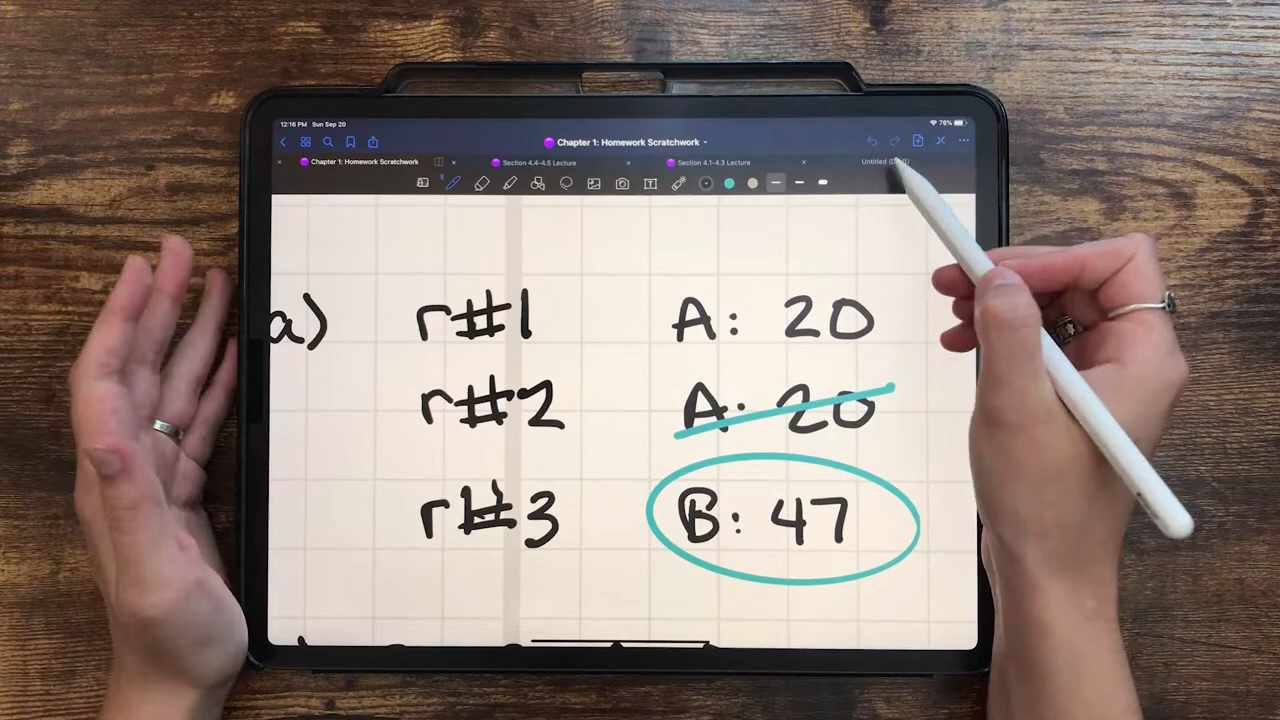 12:16 PM Sun Sep 20
78%
Chapter 1: Homework Scratchwork
Chapter 1: Homework Scratchwork
Section 4.4-4.5 Lecture
Section 4.1-4.3 Lecture
Untitled
a) r#1 A: 20
r#2 A: 20
r#3 B: 47